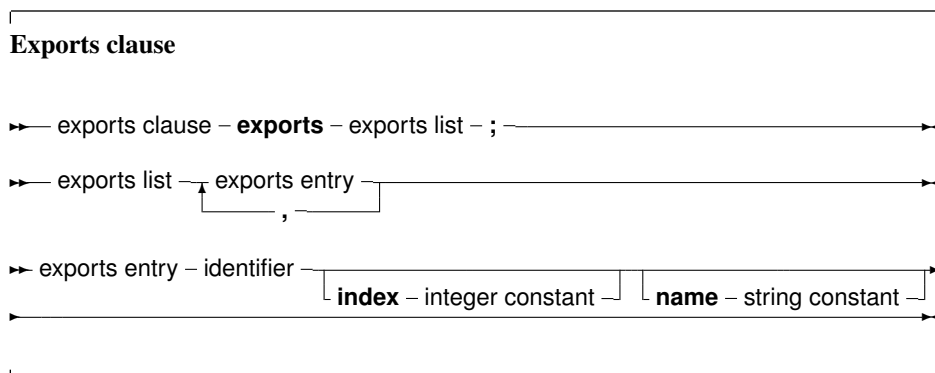 Exports clause
exports clause – exports – exports list – ; –
exports list – exports entry –
,
exports entry – identifier –
index – integer constant – name – string constant –